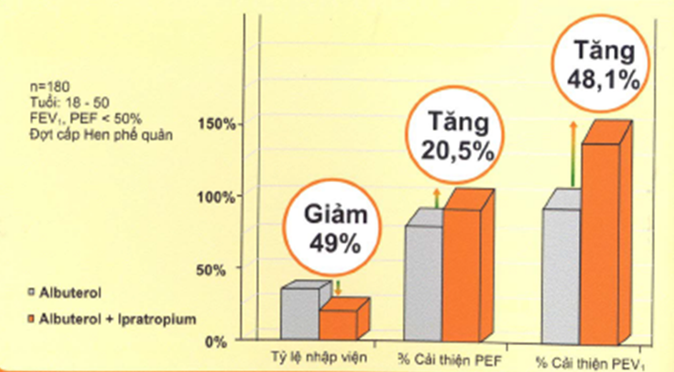 n=180
Tuổi: 18 - 50
FEV₁, PEF < 50%
Đợt cấp Hen phế quản
Albuterol
Albuterol + Ipratropium
150%
100%
50%
0%
Giảm
49%
Tăng
20,5%
Tăng
48,1%
Tỷ lệ nhập viện
% Cải thiện PEF
% Cải thiện PEV₁